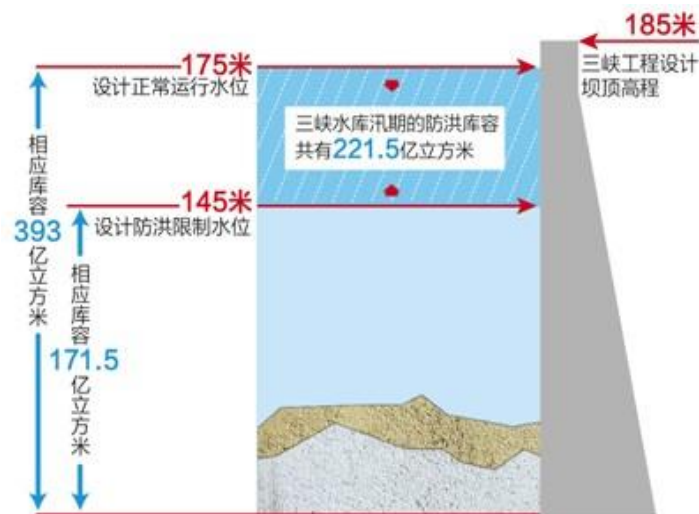 185米
三峡工程设计
坝顶高程
175米
设计正常运行水位
三峡水库汛期的防洪库容
共有221.5亿立方米
145米
设计防洪限制水位
相应库容
393
亿立方米
相应库容
171.5
亿立方米